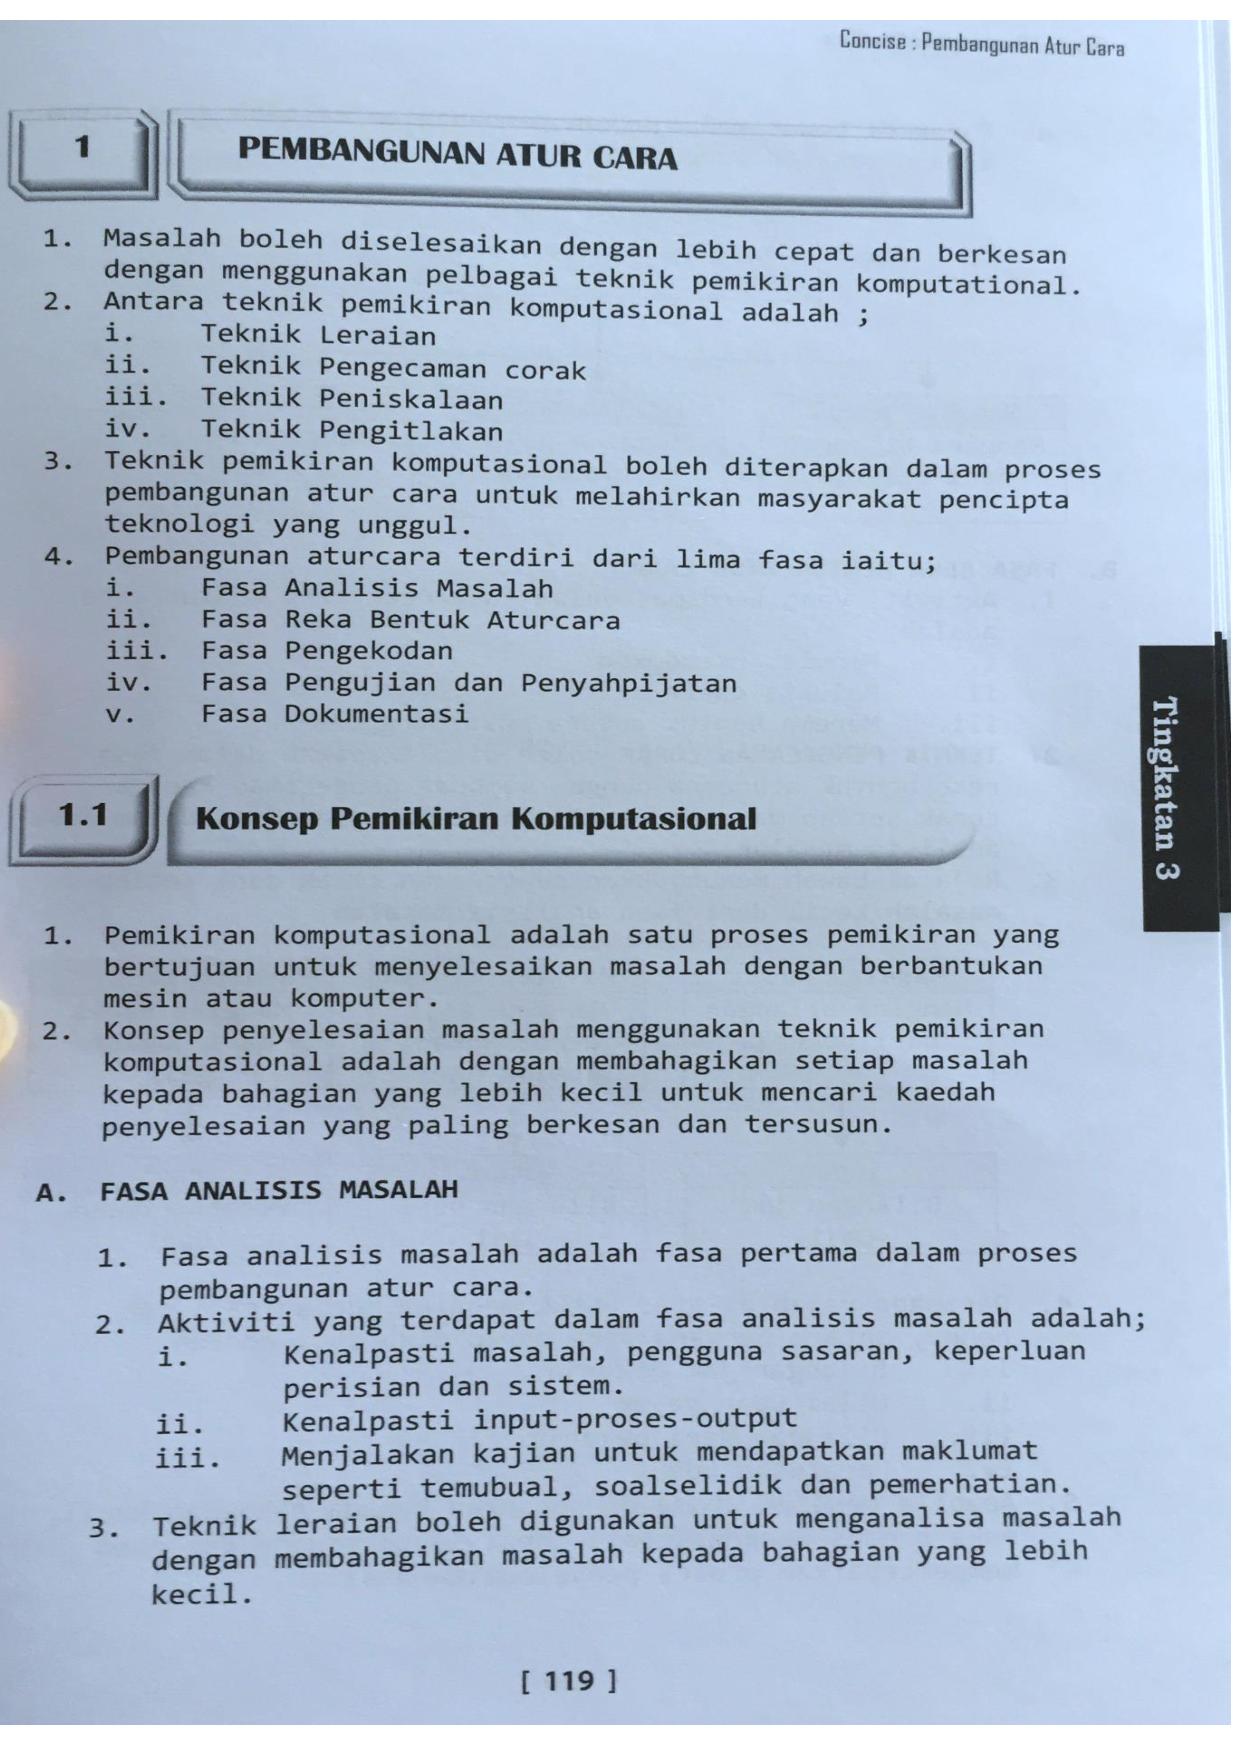 Concise : Pembangunan Atur Cara
1 PEMBANGUNAN ATUR CARA
1. Masalah boleh diselesaikan dengan lebih cepat dan berkesan
dengan menggunakan pelbagai teknik pemikiran komputational.
2. Antara teknik pemikiran komputasional adalah ;
i. Teknik Leraian
ii. Teknik Pengecaman corak
iii. Teknik Peniskalaan
iv. Teknik Pengitlakan
3. Teknik pemikiran komputasional boleh diterapkan dalam proses
pembangunan atur cara untuk melahirkan masyarakat pencipta
teknologi yang unggul.
4. Pembangunan aturcara terdiri dari lima fasa iaitu;
i. Fasa Analisis Masalah
ii. Fasa Reka Bentuk Aturcara
iii. Fasa Pengekodan
iv. Fasa Pengujian dan Penyahpijatan
v. Fasa Dokumentasi
Tingkatan 3
1.1 Konsep Pemikiran Komputasional
1. Pemikiran komputasional adalah satu proses pemikiran yang
bertujuan untuk menyelesaikan masalah dengan berbantukan
mesin atau komputer.
2. Konsep penyelesaian masalah menggunakan teknik pemikiran
komputasional adalah dengan membahagikan setiap masalah
kepada bahagian yang lebih kecil untuk mencari kaedah
penyelesaian yang paling berkesan dan tersusun.
A. FASA ANALISIS MASALAH
1. Fasa analisis masalah adalah fasa pertama dalam proses
pembangunan atur cara.
2. Aktiviti yang terdapat dalam fasa analisis masalah adalah;
i. Kenalpasti masalah, pengguna sasaran, keperluan
perisian dan sistem.
ii. Kenalpasti input-proses-output
iii. Menjalakan kajian untuk mendapatkan maklumat
seperti temubual, soalselidik dan pemerhatian.
3. Teknik leraian boleh digunakan untuk menganalisa masalah
dengan membahagikan masalah kepada bahagian yang lebih
kecil.
[ 119 ]